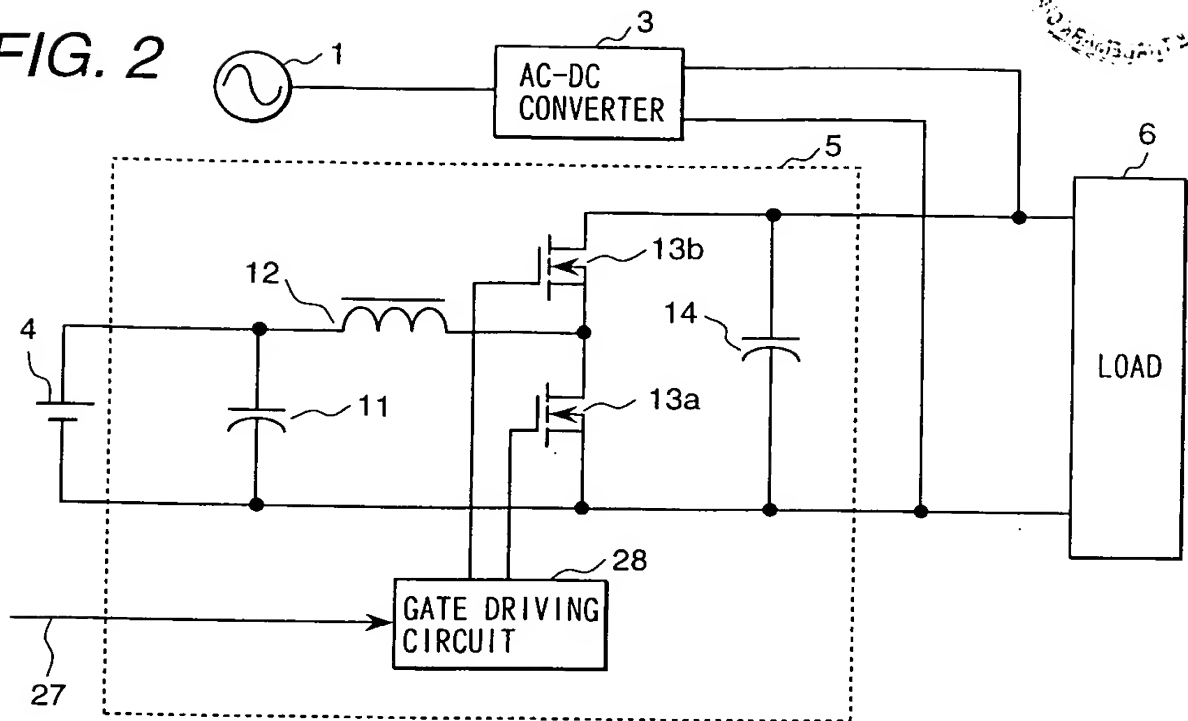 FIG. 2
1
3
AC-DC
CONVERTER
5
6
13b
12
14
4
LOAD
11
13a
28
GATE DRIVING
CIRCUIT
27